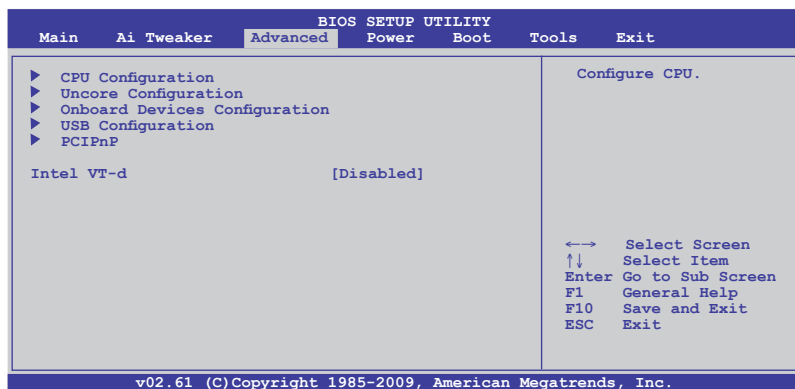 BIOS SETUP UTILITY
Main Ai Tweaker Advanced Power Boot Tools Exit
CPU Configuration
Uncore Configuration
Onboard Devices Configuration
USB Configuration
PCIPnP
Intel VT-d [Disabled]
Configure CPU.
←→ Select Screen
↑↓ Select Item
Enter Go to Sub Screen
F1 General Help
F10 Save and Exit
ESC Exit
v02.61 (C)Copyright 1985-2009, American Megatrends, Inc.